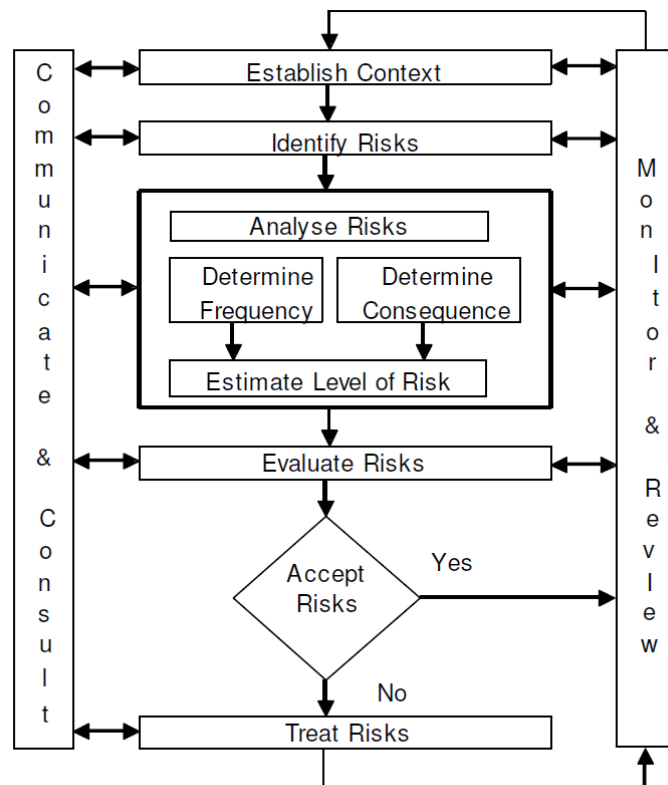 Communicate & Consult
Establish Context
Identify Risks
Analyse Risks
Determine
Frequency
Determine
Consequence
Estimate Level of Risk
Evaluate Risks
Accept
Risks
Yes
No
Treat Risks
MonItor & RevIew